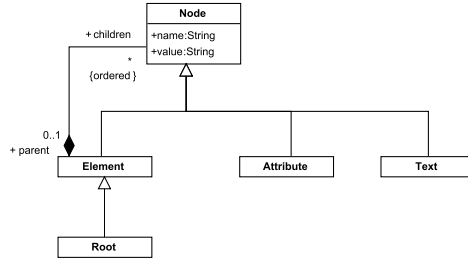 Node
+name:String
+value:String
+ children
*
{ordered }
0..1
+ parent
Element
Attribute
Text
Root